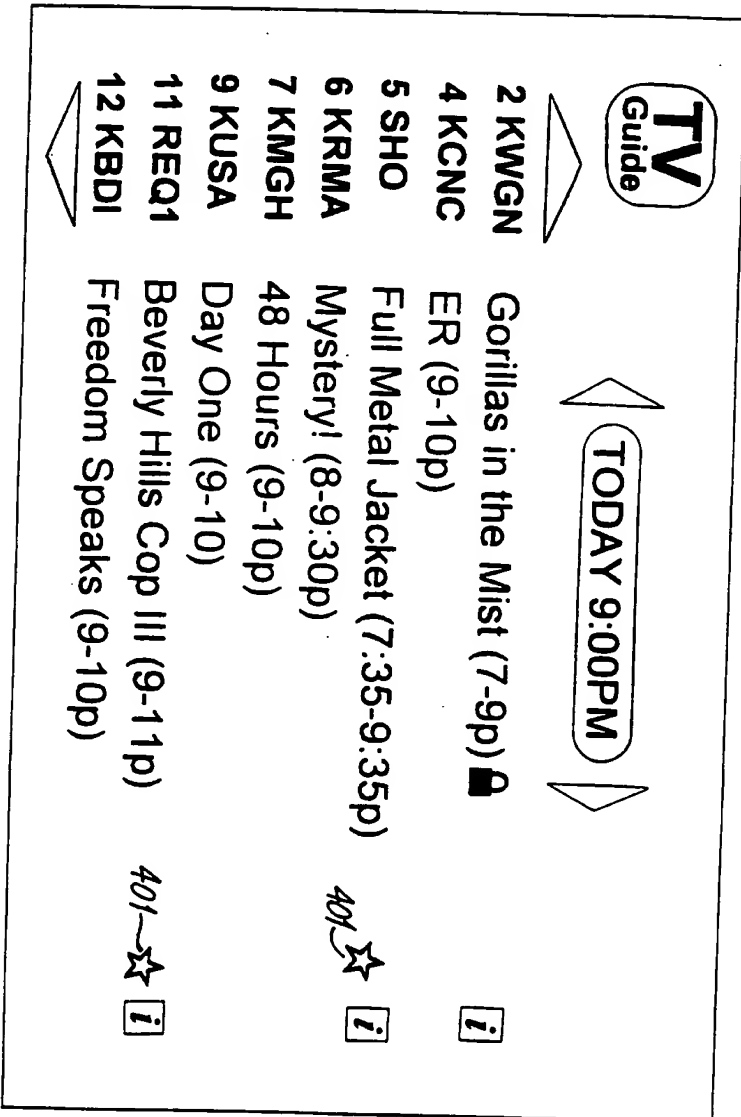 TV
Guide
TODAY 9:00PM
2 KWGN Gorillas in the Mist (7-9p) i
4 KCNC ER (9-10p)
5 SHO Full Metal Jacket (7:35-9:35p) 401 i
6 KRMA Mystery! (8-9:30p)
7 KMGH 48 Hours (9-10p)
9 KUSA Day One (9-10)
11 REQ1 Beverly Hills Cop III (9-11p) 401 i
12 KBDI Freedom Speaks (9-10p)